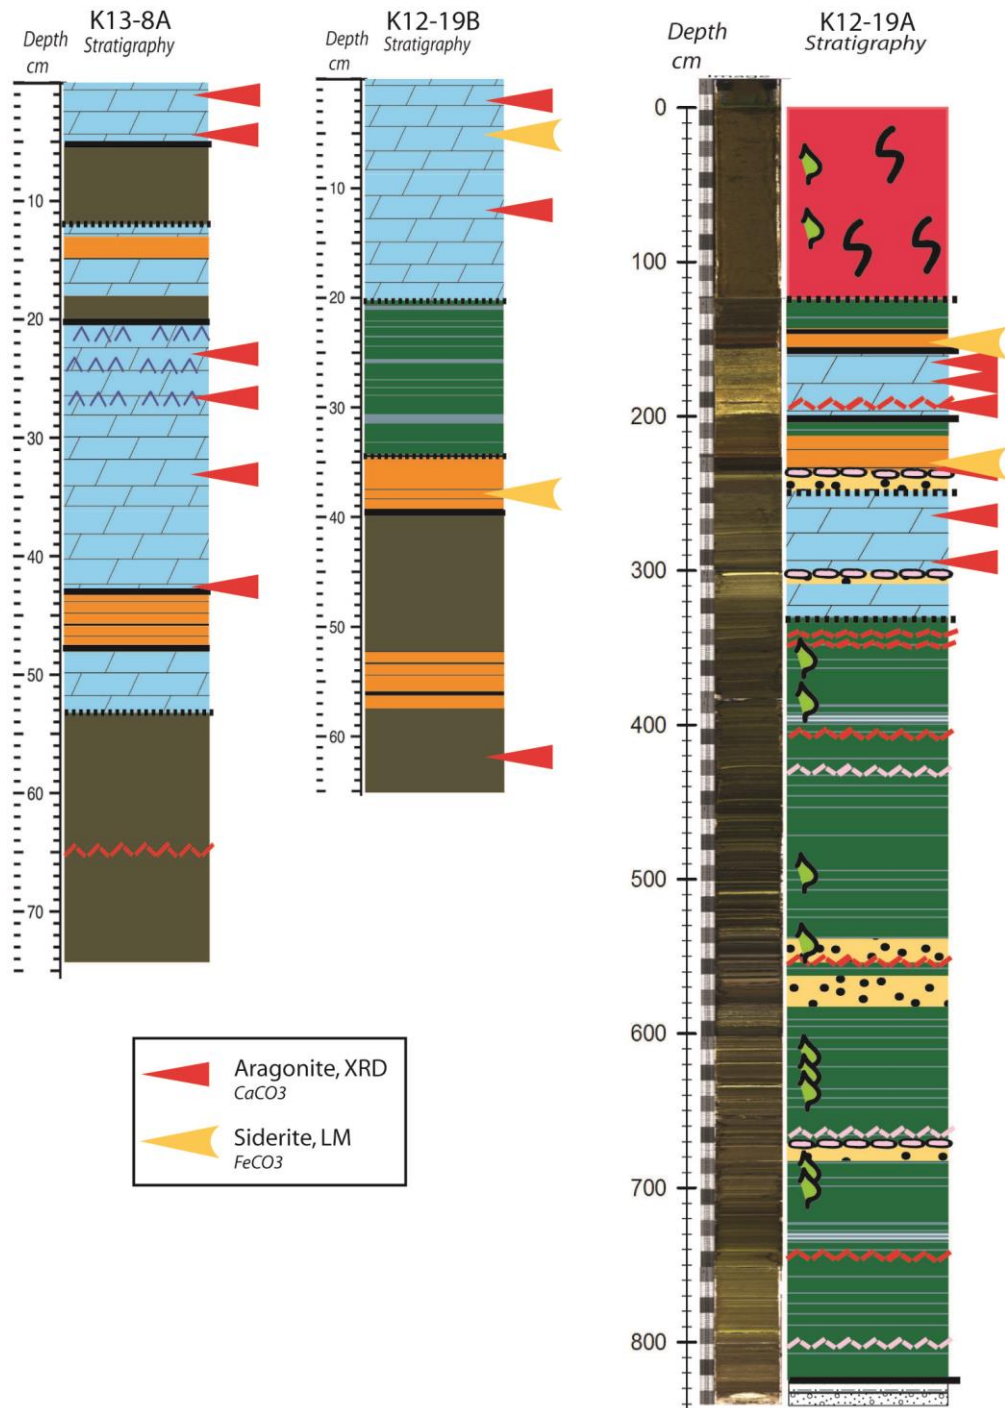 K13-8A
Depth
Stratigraphy
cm
10
20
30
40
50
60
70
K12-19B
Depth
Stratigraphy
cm
10
20
30
40
50
60
K12-19A
Depth
Stratigraphy
cm
image
0
100
200
300
400
500
600
700
800
Aragonite, XRD
CaCO3
Siderite, LM
FeCO3